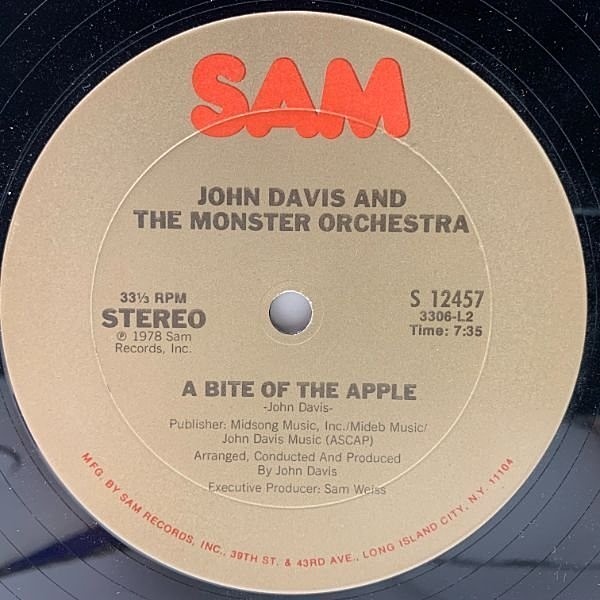 SAM
JOHN DAVIS AND
THE MONSTER ORCHESTRA
33⅓ RPM
STEREO
℗ 1978 Sam
Records, Inc.
S 12457
3306-L2
Time: 7:35
A BITE OF THE APPLE
-John Davis-
Publisher: Midsong Music, Inc./Mideb Music/
John Davis Music (ASCAP)
Arranged, Conducted And Produced
By John Davis
Executive Producer: Sam Weiss
MFG. BY SAM RECORDS, INC., 39TH ST. & 43RD AVE., LONG ISLAND CITY, N.Y. 11104